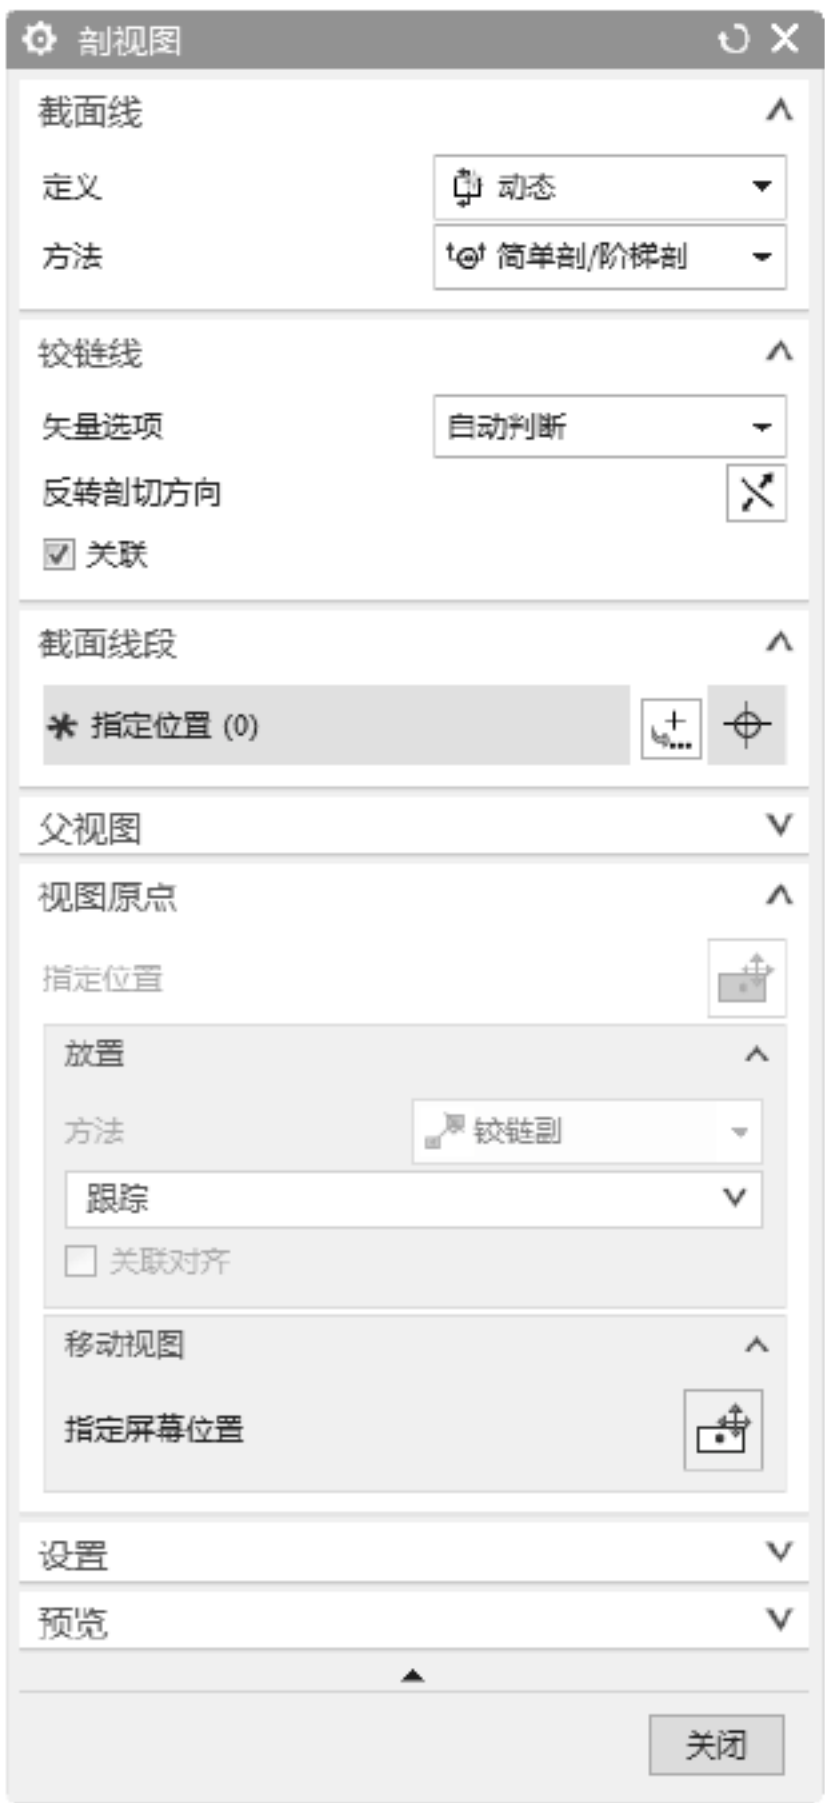 剖视图
截面线
定义 动态
方法 简单剖/阶梯剖
铰链线
矢量选项 自动判断
反转剖切方向
关联
截面线段
指定位置 (0)
父视图
视图原点
指定位置
放置
方法 铰链副
跟踪
关联对齐
移动视图
指定屏幕位置
设置
预览
关闭